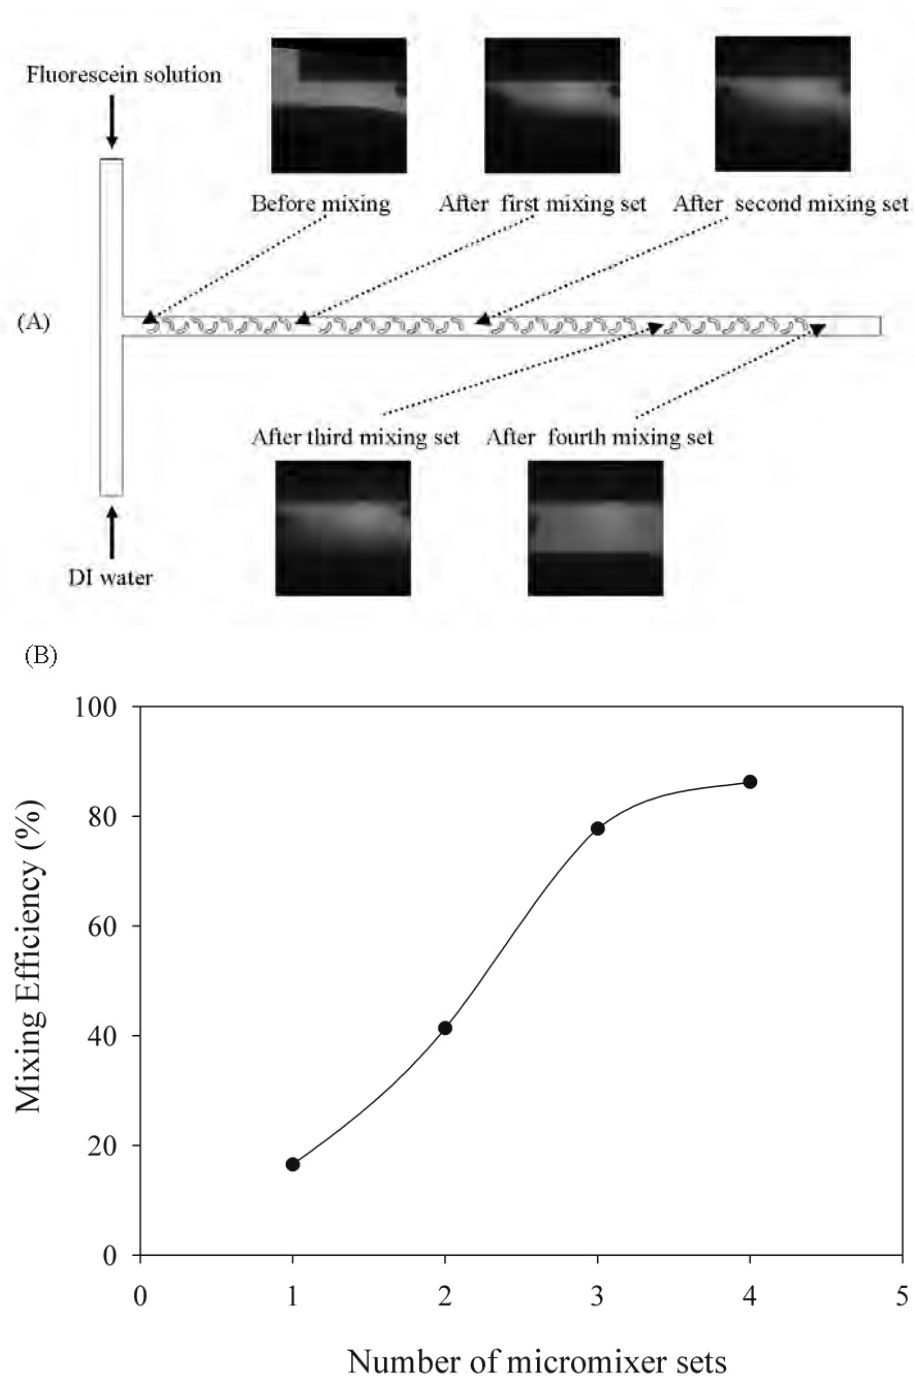 Fluorescein solution
Before mixing
After first mixing set
After second mixing set
(A)
After third mixing set
After fourth mixing set
DI water
(B)
100
80
60
40
20
0
Mixing Efficiency (%)
0 1 2 3 4 5
Number of micromixer sets